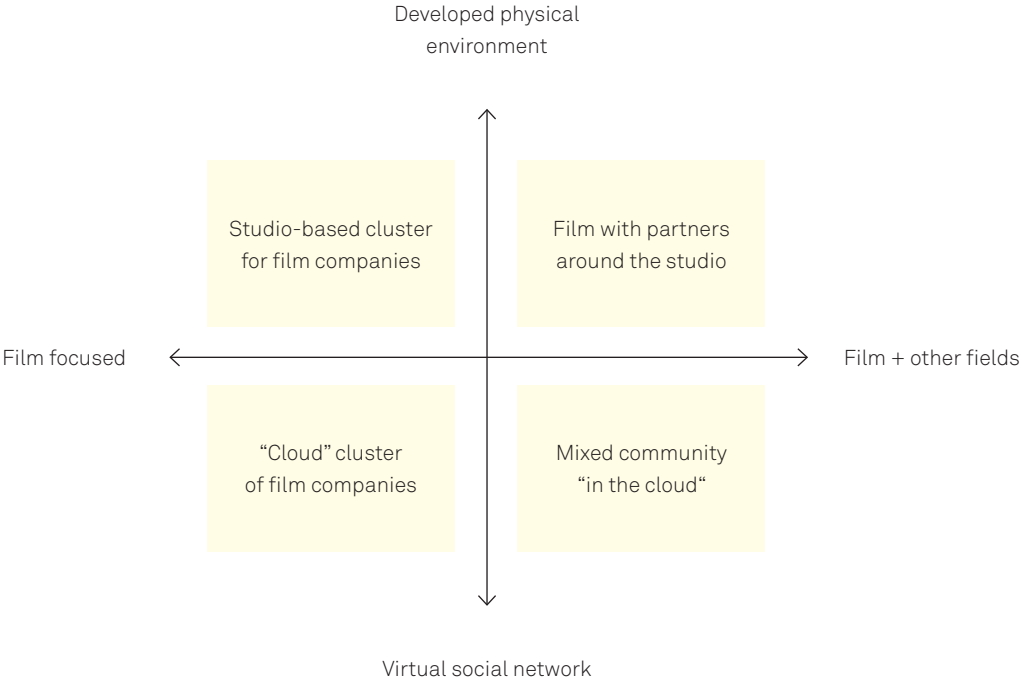 Developed physical
environment
Studio-based cluster
for film companies
Film with partners
around the studio
Film focused
Film + other fields
“Cloud” cluster
of film companies
Mixed community
“in the cloud“
Virtual social network